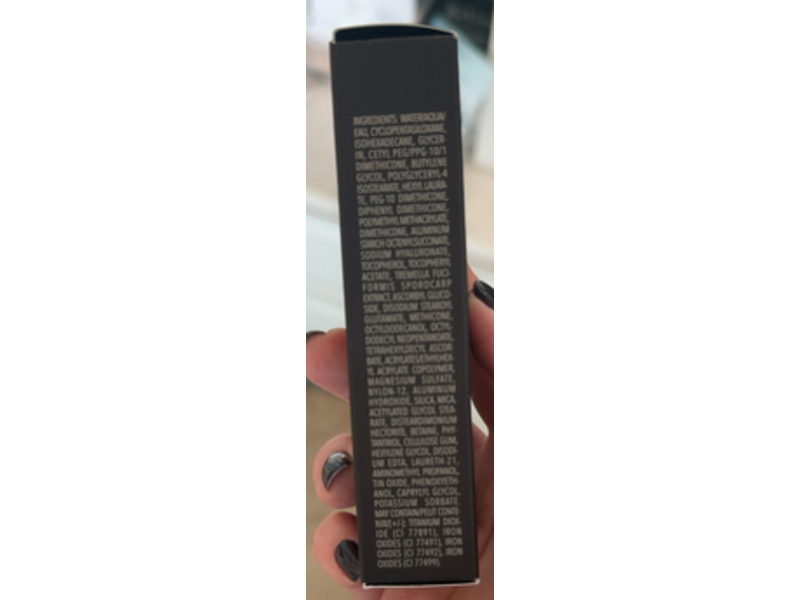 INGREDIENTS: WATER/AQUA/
EAU, CYCLOPENTASILOXANE,
ISOHEXADECANE, GLYCER-
IN, CETYL PEG/PPG-10/1
DIMETHICONE, BUTYLENE
GLYCOL, POLYGLYCERYL-4
ISOSTEARATE, HEXYL LAURA-
TE, PEG-10 DIMETHICONE,
DIPHENYL DIMETHICONE,
POLYMETHYL METHACRYLATE,
DIMETHICONE, ALUMINUM
STARCH OCTENYLSUCCINATE,
SODIUM HYALURONATE,
TOCOPHEROL, TOCOPHERYL
ACETATE, TREMELLA FUCI-
FORMIS SPOROCARP
EXTRACT, ASCORBYL GLUCO-
SIDE, DISODIUM STEAROYL
GLUTAMATE, METHICONE,
OCTYLDODECANOL, OCTYL-
DODECYL NEOPENTANOATE,
TETRAHEXYLDECYL ASCOR-
BATE, ACRYLATES/ETHYLHEX-
YL ACRYLATE COPOLYMER,
MAGNESIUM SULFATE,
NYLON-12, ALUMINUM
HYDROXIDE, SILICA, MICA,
ACETYLATED GLYCOL STEA-
RATE, DISTEARDIMONIUM
HECTORITE, BETAINE, PHY-
TANTRIOL, CELLULOSE GUM,
HEXYLENE GLYCOL, DISODI-
UM EDTA, LAURETH-21,
AMINOMETHYL PROPANOL,
TIN OXIDE, PHENOXYETH-
ANOL, CAPRYLYL GLYCOL,
POTASSIUM SORBATE.
MAY CONTAIN/PEUT CONTE-
NIR(+/-): TITANIUM DIOX-
IDE (CI 77891), IRON
OXIDES (CI 77491), IRON
OXIDES (CI 77492), IRON
OXIDES (CI 77499).